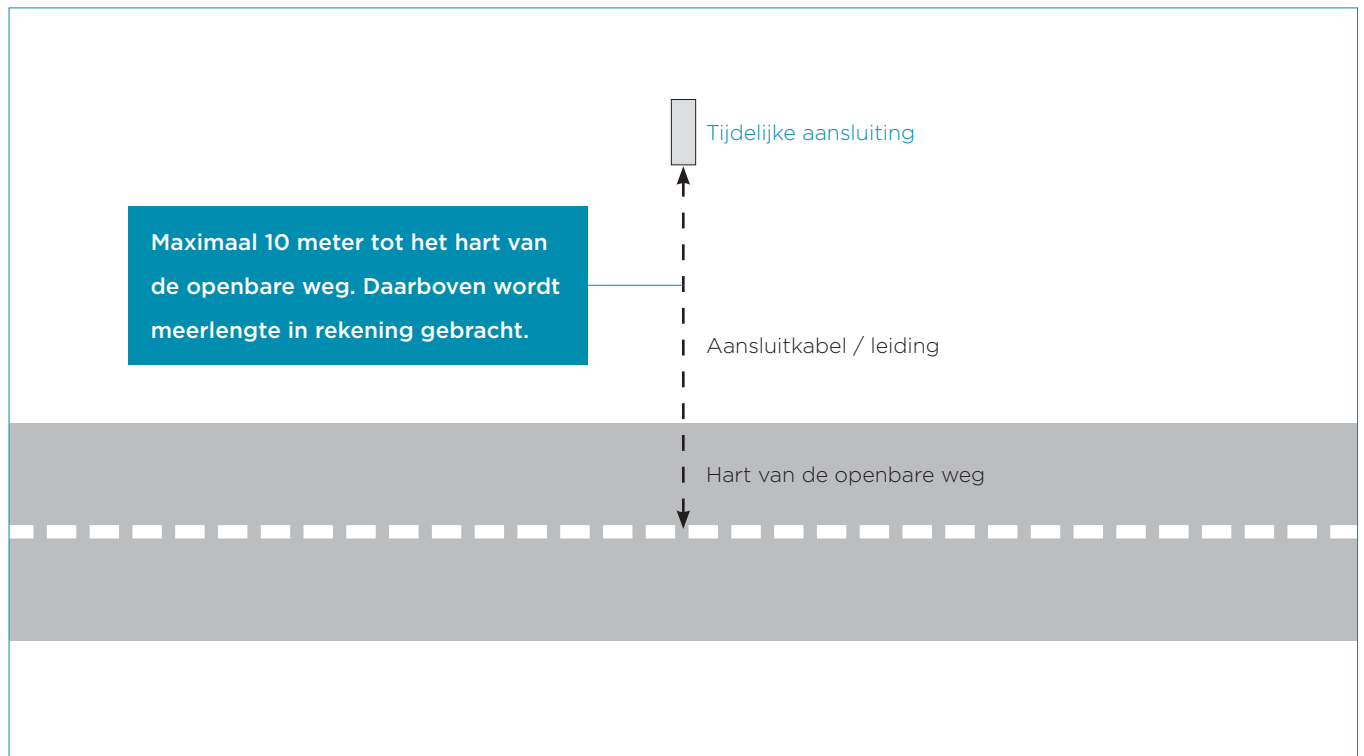 Tijdelijke aansluiting
Maximaal 10 meter tot het hart van
de openbare weg. Daarboven wordt
meerlengte in rekening gebracht.
Aansluitkabel / leiding
Hart van de openbare weg